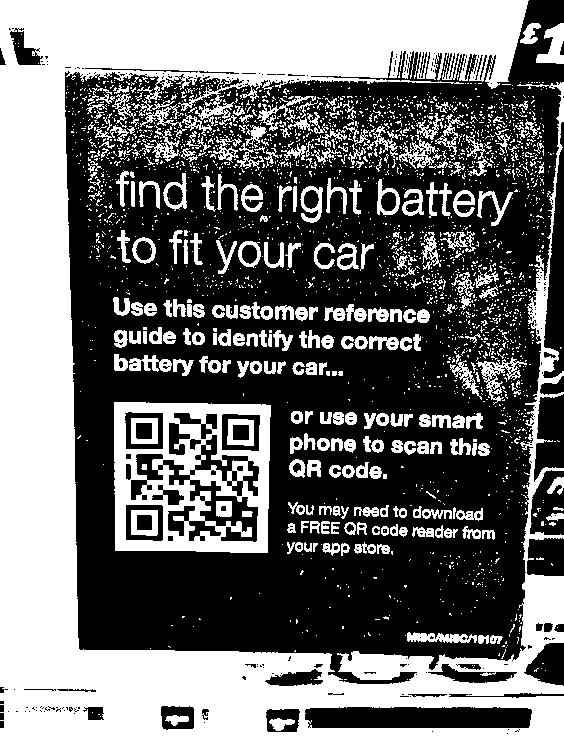 £1
find the right battery
to fit your car
Use this customer reference
guide to identify the correct
battery for your car...
or use your smart
phone to scan this
QR code.
You may need to download
a FREE QR code reader from
your app store.
MISC/MISC/18107